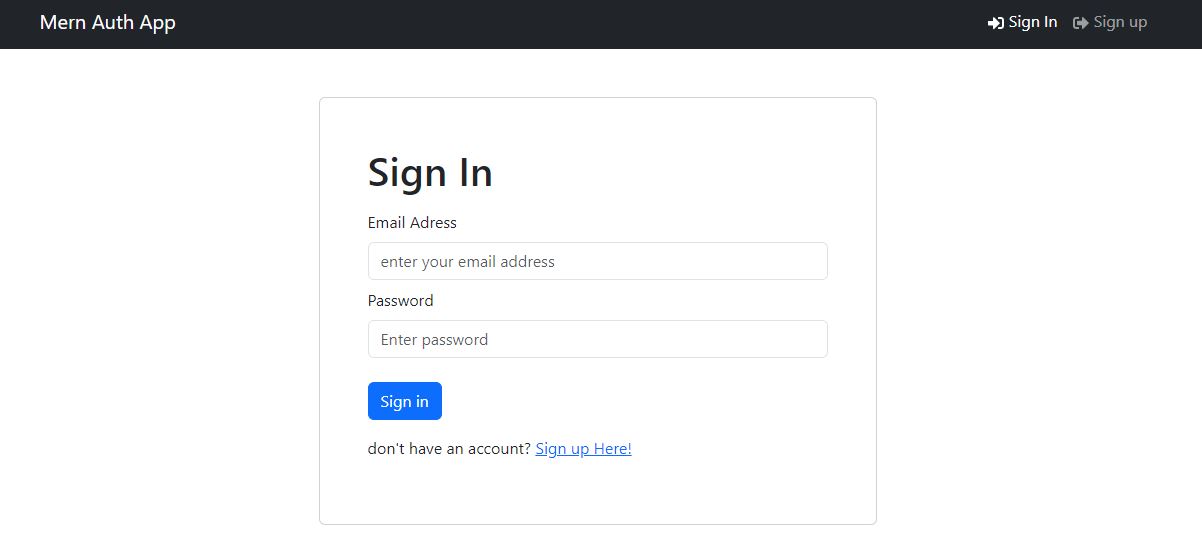 Mern Auth App
Sign In
Sign up
Sign In
Email Adress
enter your email address
Password
Enter password
Sign in
don't have an account? Sign up Here!